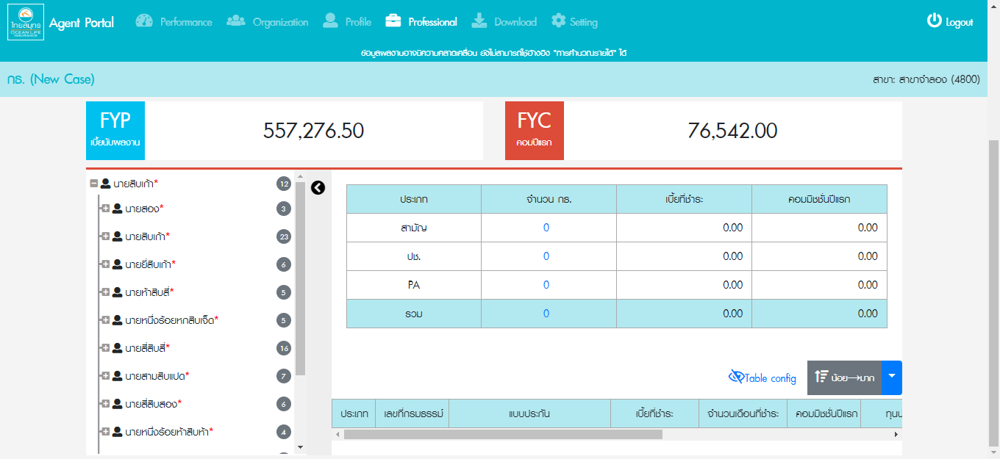 ไทยสมุทร
OCEAN LIFE
INSURANCE
Agent Portal
Performance
Organization
Profile
Professional
Download
Setting
Logout
ข้อมูลผลงานอาจมีความคลาดเคลื่อน ยังไม่สามารถใช้อ้างอิง "การคำนวณรายได้" ได้
กธ. (New Case)
สาขา: สาขาจำลอง (4800)
FYP
เบี้ยนับผลงาน
557,276.50
FYC
คอมปีแรก
76,542.00
นายสิบเก้า* 12
นายสอง* 3
นายสิบเก้า* 23
นายยี่สิบเก้า* 6
นายห้าสิบสี่* 5
นายหนึ่งร้อยหกสิบเจ็ด* 5
นายสี่สิบสี่* 16
นายสามสิบแปด* 7
นายสี่สิบสอง* 6
นายหนึ่งร้อยห้าสิบห้า* 4
ประเภท จำนวน กธ. เบี้ยที่ชำระ คอมมิชชั่นปีแรก
สามัญ 0 0.00 0.00
ปช. 0 0.00 0.00
PA 0 0.00 0.00
รวม 0 0.00 0.00
Table config
น้อย→มาก
ประเภท เลขที่กรมธรรม์ แบบประกัน เบี้ยที่ชำระ จำนวนเดือนที่ชำระ คอมมิชชั่นปีแรก